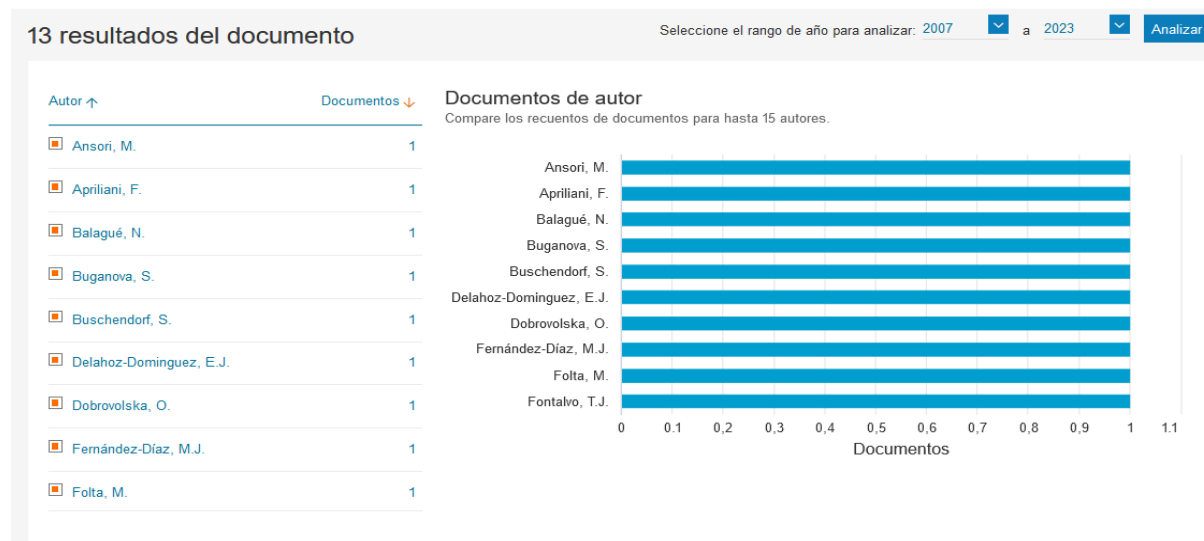 13 resultados del documento
Seleccione el rango de año para analizar: 2007 a 2023 Analizar
Autor Documentos
Ansori, M. 1
Apriliani, F. 1
Balagué, N. 1
Buganova, S. 1
Buschendorf, S. 1
Delahoz-Dominguez, E.J. 1
Dobrovolska, O. 1
Fernández-Díaz, M.J. 1
Folta, M. 1
Documentos de autor
Compare los recuentos de documentos para hasta 15 autores.
Ansori, M.
Apriliani, F.
Balagué, N.
Buganova, S.
Buschendorf, S.
Delahoz-Dominguez, E.J.
Dobrovolska, O.
Fernández-Díaz, M.J.
Folta, M.
Fontalvo, T.J.
0 0.1 0,2 0,3 0,4 0,5 0,6 0,7 0,8 0,9 1 1.1
Documentos